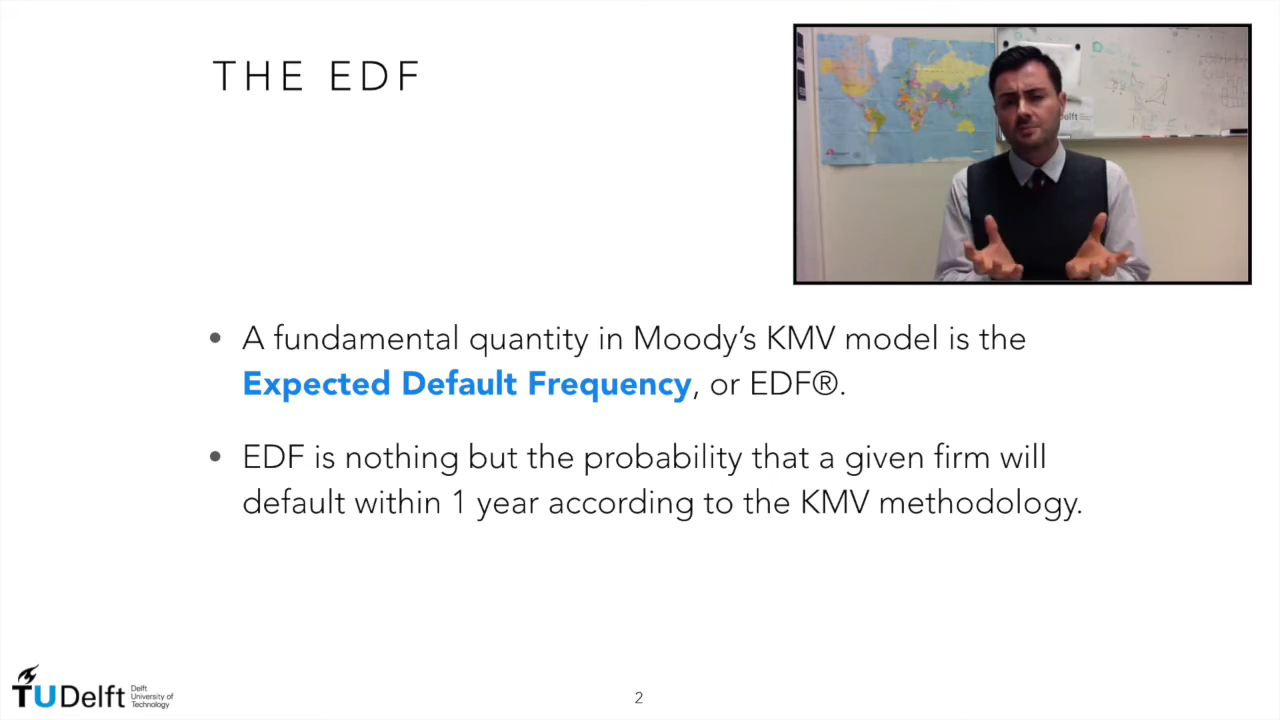 THE EDF
• A fundamental quantity in Moody’s KMV model is the
Expected Default Frequency, or EDF®.
• EDF is nothing but the probability that a given firm will
default within 1 year according to the KMV methodology.
TUDelft
Delft
University of
Technology
2